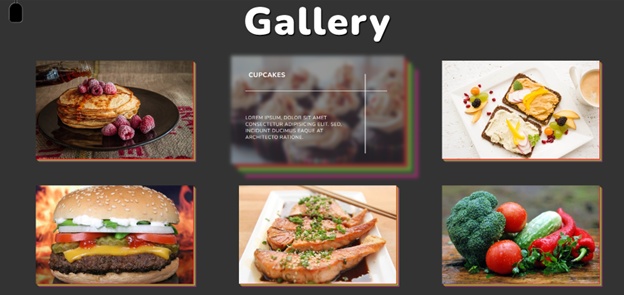 Gallery
CUPCAKES
LOREM IPSUM, DOLOR SIT AMET
CONSECTETUR ADIPISICING ELIT. SED,
INCIDUNT DUCIMUS EAQUE AT
ARCHITECTO RATIONE